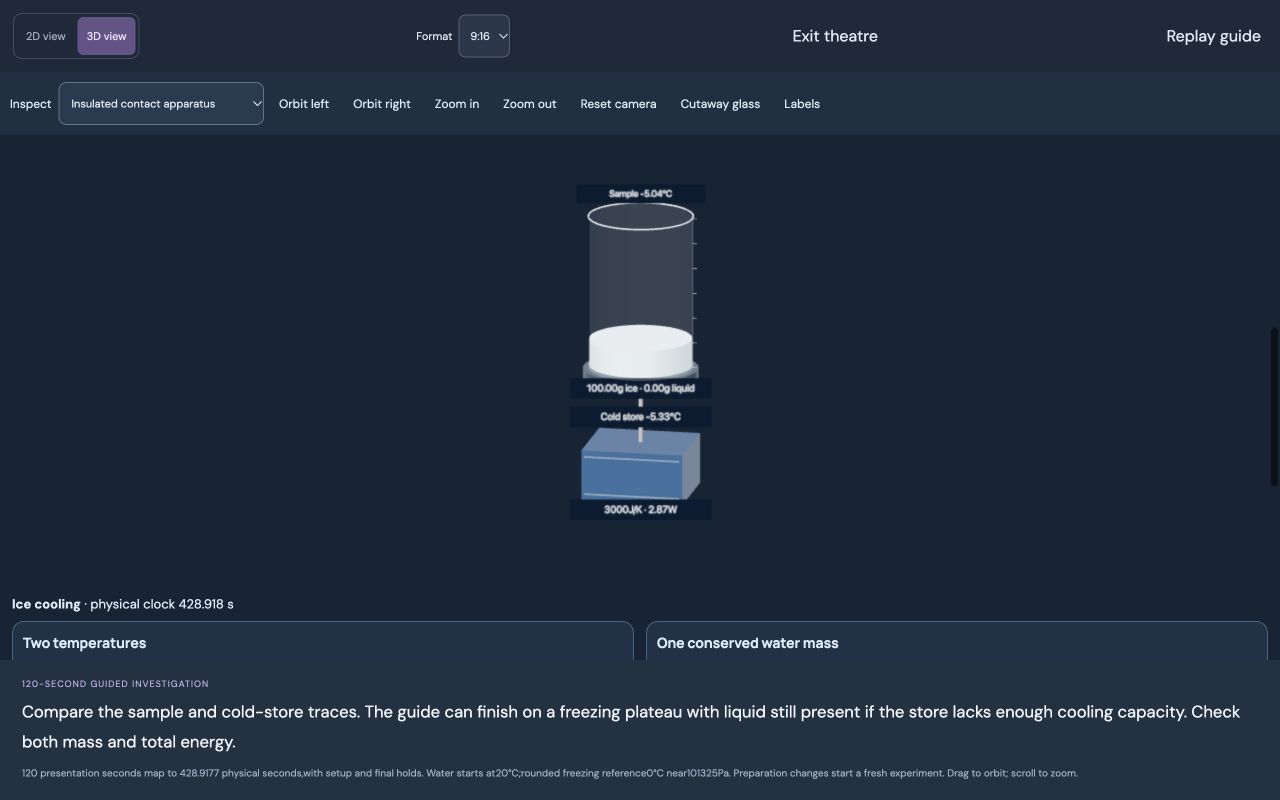 2D view 3D view Format 9:16 Exit theatre Replay guide
Inspect Insulated contact apparatus Orbit left Orbit right Zoom in Zoom out Reset camera Cutaway glass Labels
Sample -5.04°C
100.00g ice · 0.00g liquid
Cold store -5.33°C
3000J/K · 2.87W
Ice cooling · physical clock 428.918 s
Two temperatures One conserved water mass
120-SECOND GUIDED INVESTIGATION
Compare the sample and cold-store traces. The guide can finish on a freezing plateau with liquid still present if the store lacks enough cooling capacity. Check
both mass and total energy.
120 presentation seconds map to 428.9177 physical seconds,with setup and final holds. Water starts at20°C;rounded freezing reference0°C near101325Pa. Preparation changes start a fresh experiment. Drag to orbit; scroll to zoom.